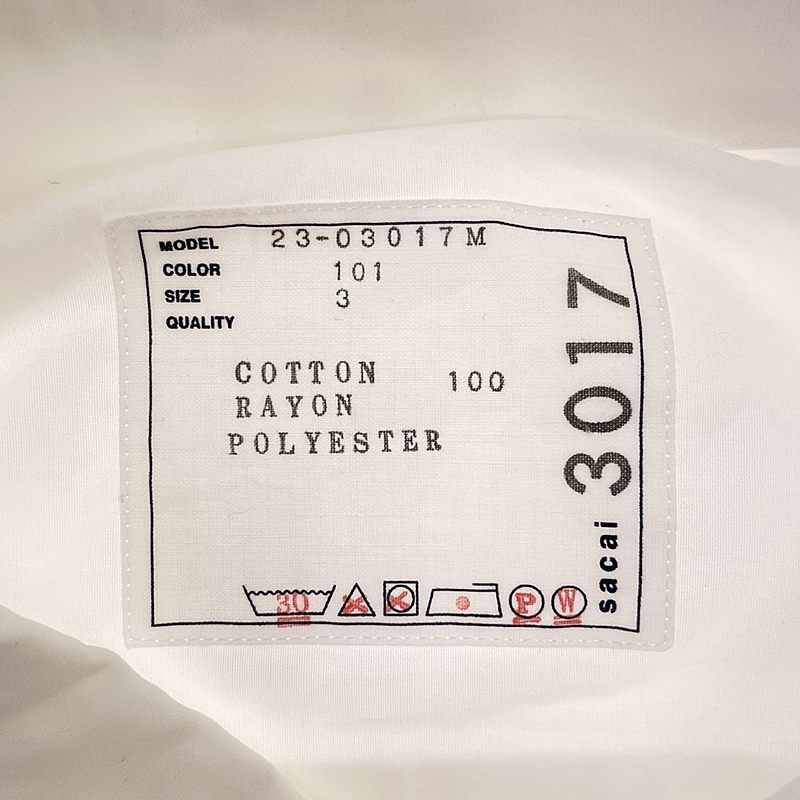 MODEL 23-03017M
COLOR 101
SIZE 3
QUALITY
COTTON 100
RAYON
POLYESTER
30 P W
sacai 3017